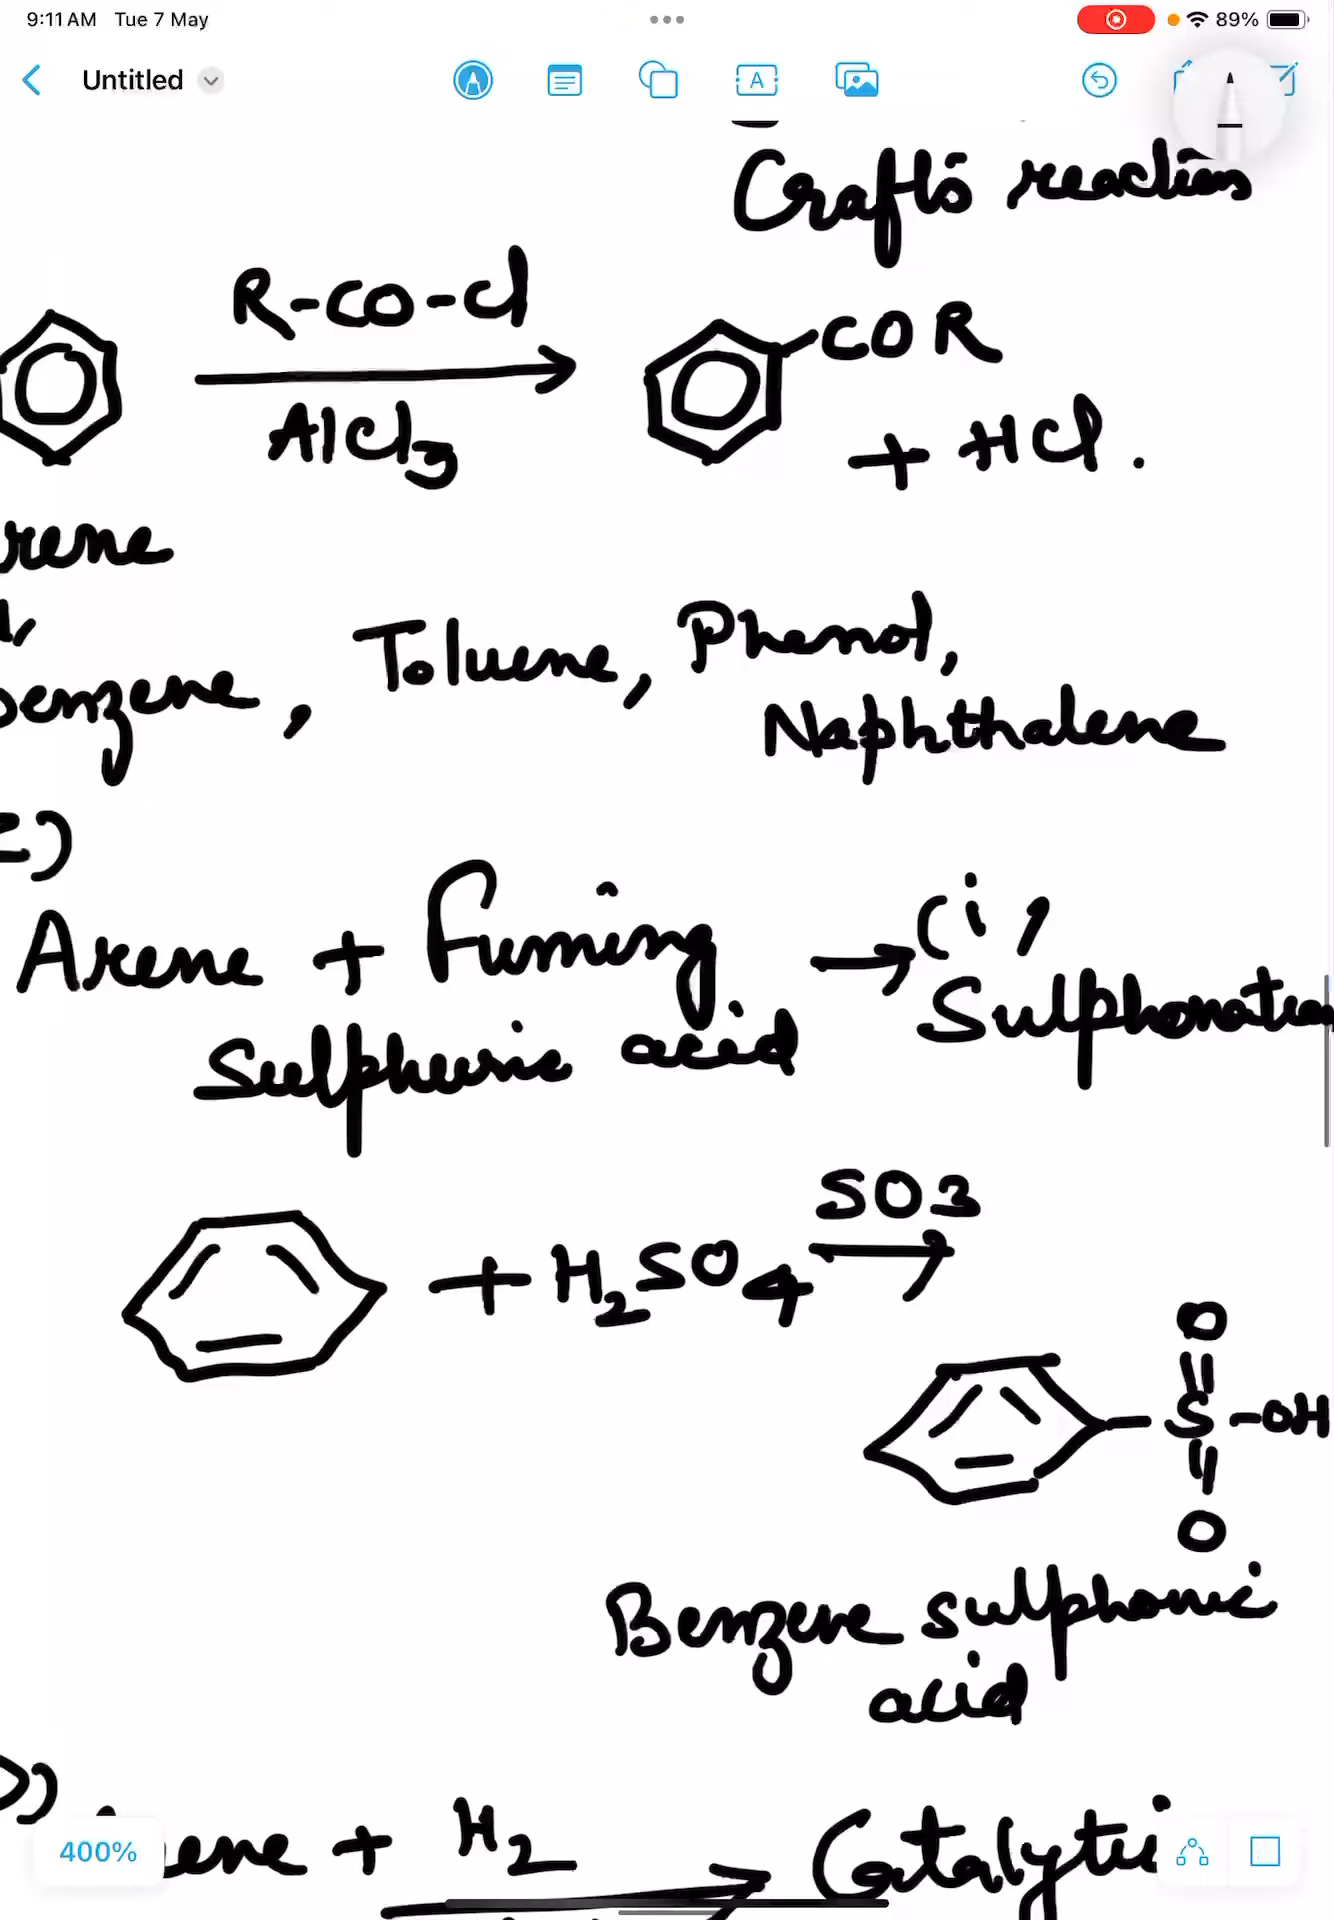 9:11 AM Tue 7 May
89%
Untitled
A
Crafts reaction
R-CO-Cl
COR
AlCl3
+ HCl.
rene
benzene, Toluene, Phenol,
Naphthalene
C)
Arene + Fuming → (i)
Sulphuric acid Sulphonation
SO3
+ H2SO4
O
S-OH
O
Benzene sulphonic
acid
D)
ene + H2 → Catalytic
400%